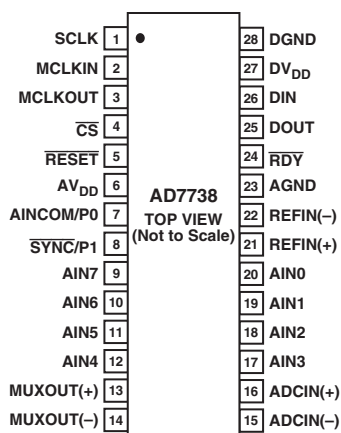 SCLK 1 28 DGND
MCLKIN 2 27 DVDD
MCLKOUT 3 26 DIN
CS 4 25 DOUT
RESET 5 24 RDY
AVDD 6 23 AGND
AD7738
AINCOM/P0 7 22 REFIN(–)
TOP VIEW
(Not to Scale)
SYNC/P1 8 21 REFIN(+)
AIN7 9 20 AIN0
AIN6 10 19 AIN1
AIN5 11 18 AIN2
AIN4 12 17 AIN3
MUXOUT(+) 13 16 ADCIN(+)
MUXOUT(–) 14 15 ADCIN(–)